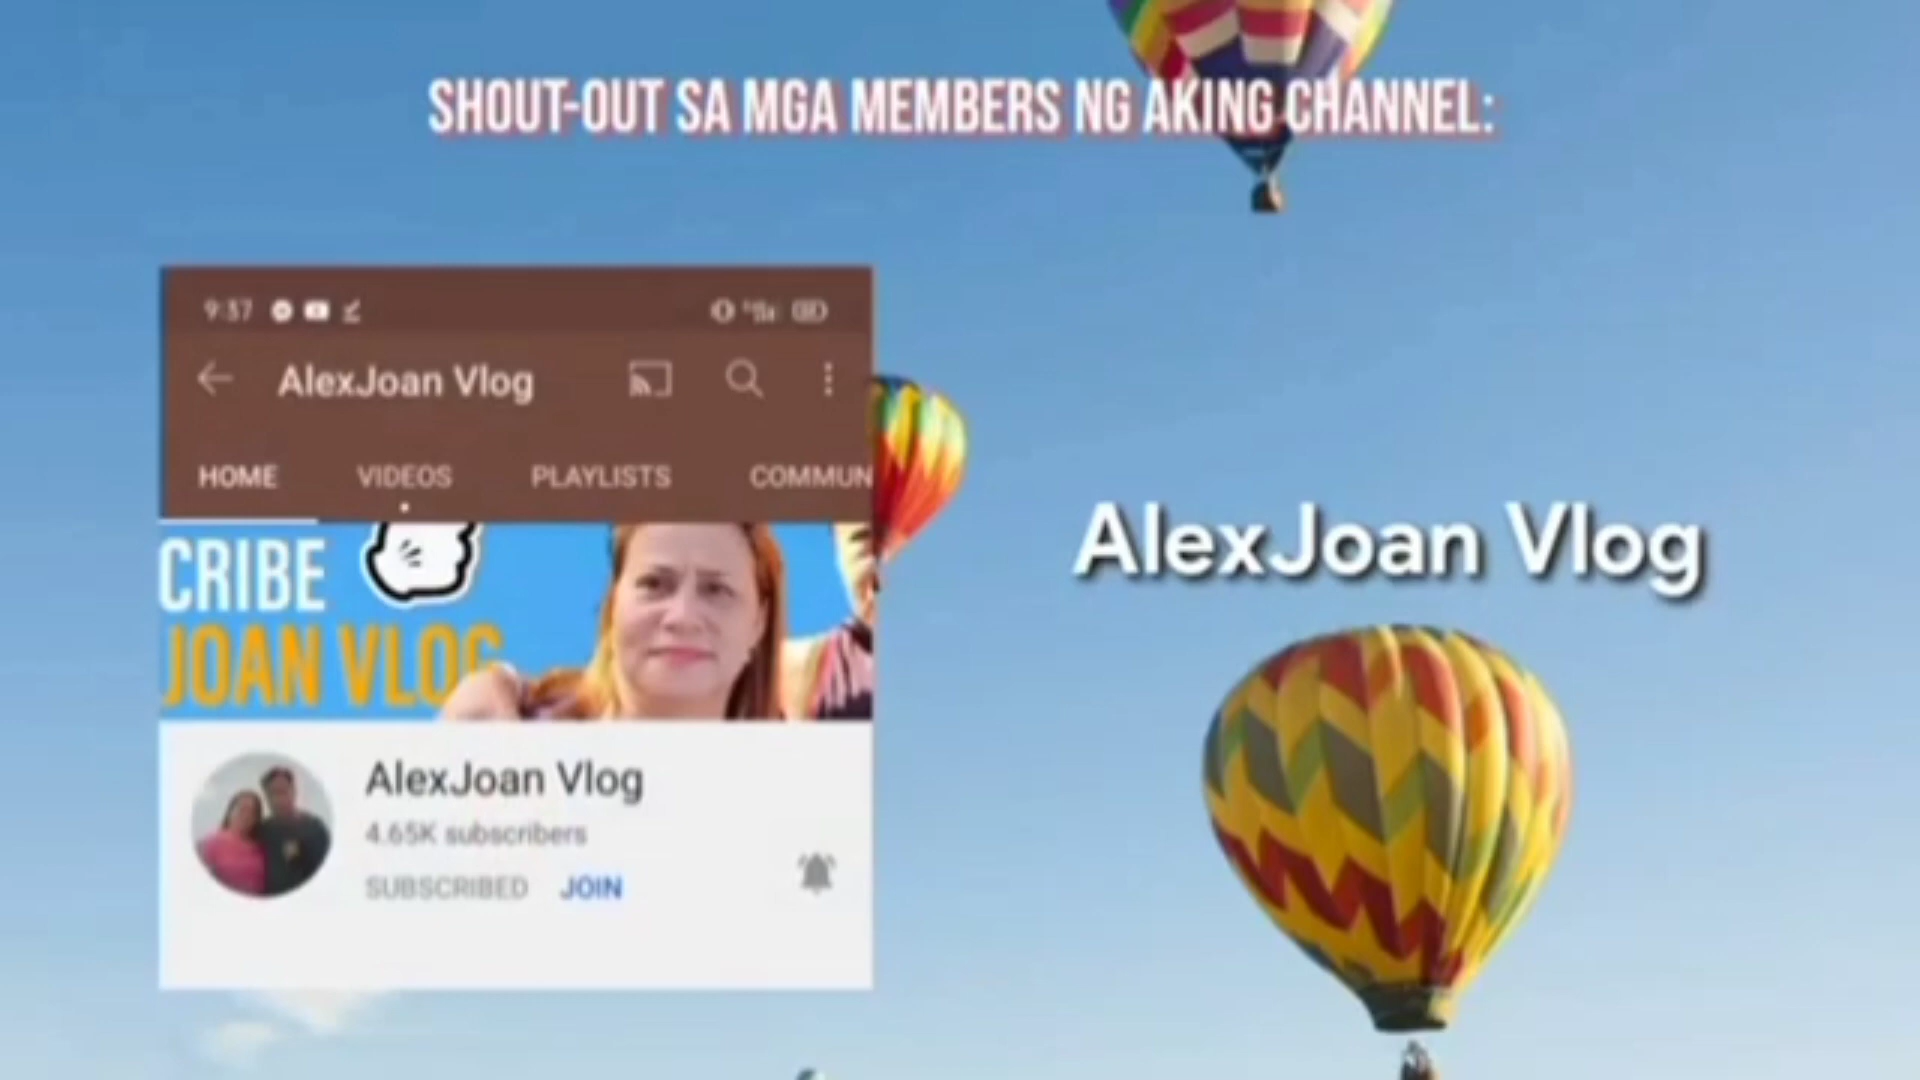 SHOUT-OUT SA MGA MEMBERS NG AKING CHANNEL:
9:37
AlexJoan Vlog
HOME VIDEOS PLAYLISTS COMMUN
CRIBE
JOAN VLOG
AlexJoan Vlog
4.65K subscribers
SUBSCRIBED JOIN
AlexJoan Vlog